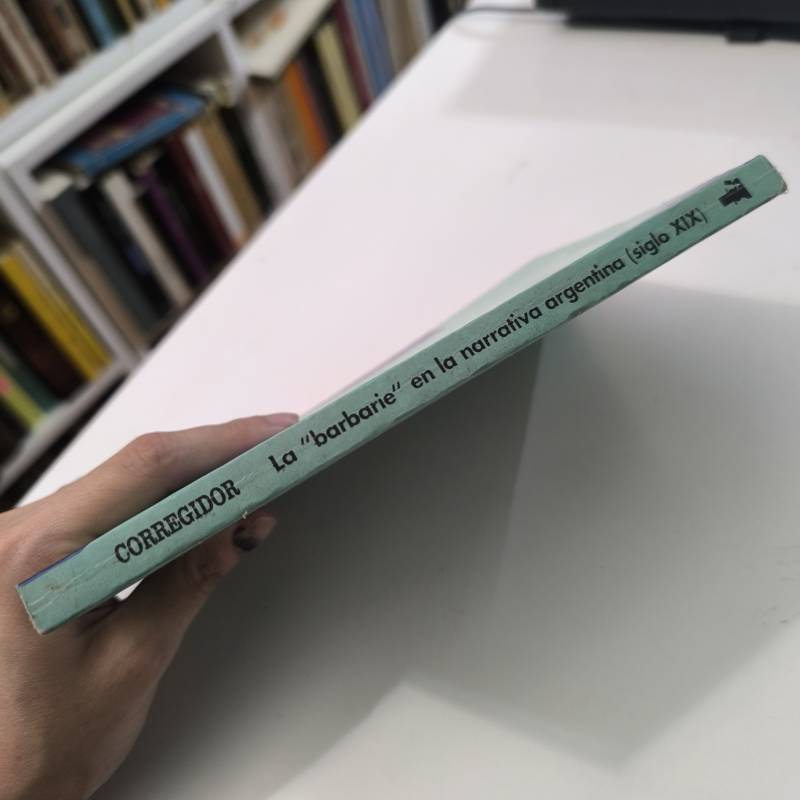 CORREGIDOR La "barbarie" en la narrativa argentina (siglo XIX)